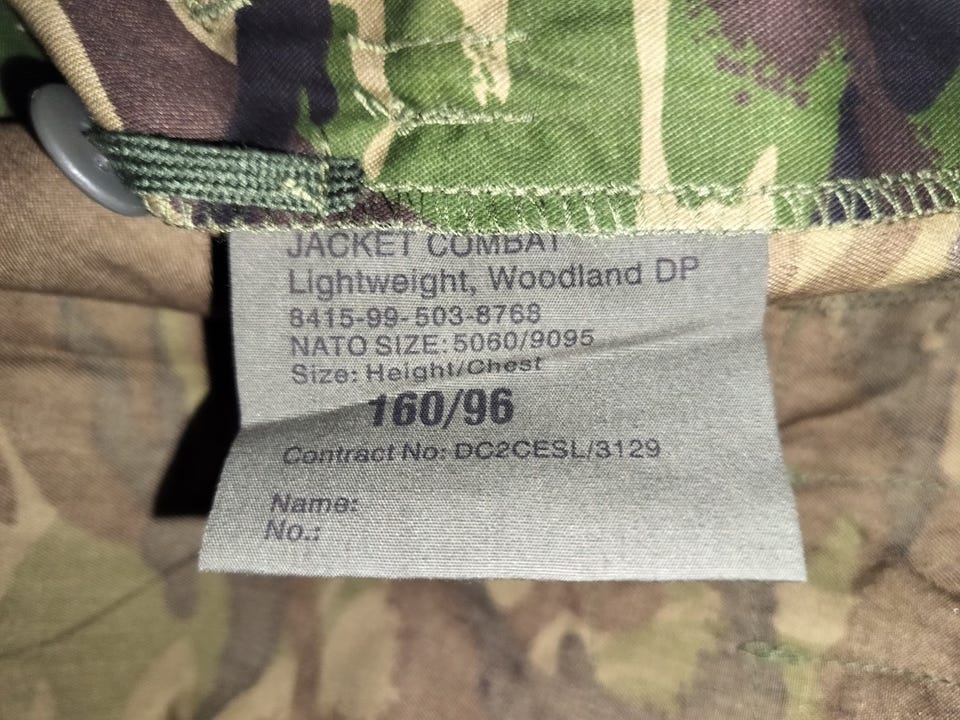 JACKET COMBAT
Lightweight, Woodland DP
8415-99-503-8768
NATO SIZE: 5060/9095
Size: Height/Chest
160/96
Contract No: DC2CESL/3129
Name:
No.: